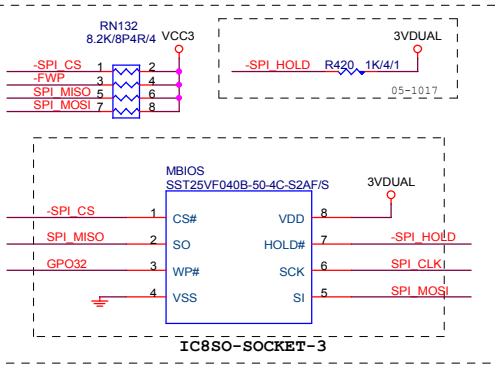 RN132
8.2K/8P4R/4 VCC3
-SPI_CS 1 2
-FWP 3 4
SPI_MISO 5 6
SPI_MOSI 7 8
3VDUAL
-SPI_HOLD R420 1K/4/1
05-1017
MBIOS
SST25VF040B-50-4C-S2AF/S
3VDUAL
-SPI_CS 1 CS# VDD 8
SPI_MISO 2 SO HOLD# 7 -SPI_HOLD
GPO32 3 WP# SCK 6 SPI_CLK
4 VSS SI 5 SPI_MOSI
IC8SO-SOCKET-3